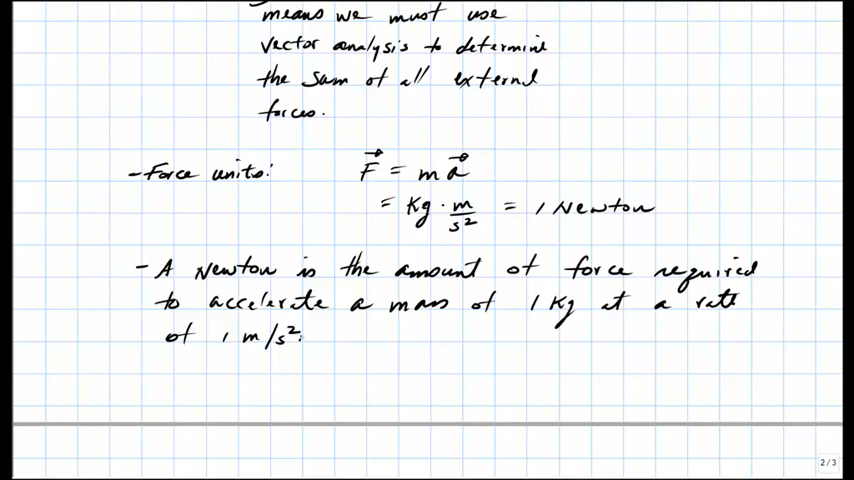 means we must use
vector analysis to determine
the sum of all external
forces.
- Force units: F⃗ = m a⃗
= Kg · m/s² = 1 Newton
- A Newton is the amount of force required
to accelerate a mass of 1 Kg at a rate
of 1 m/s².
2/3